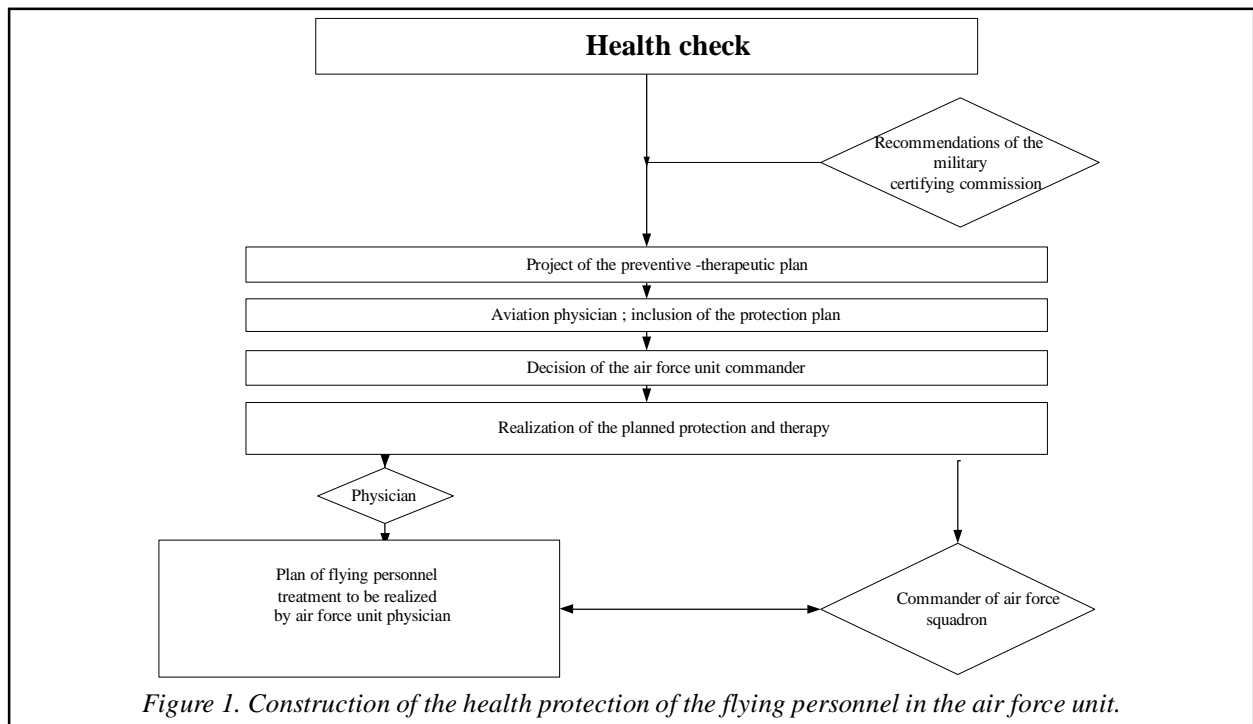 Health check
Recommendations of the
military
certifying commission
Project of the preventive -therapeutic plan
Aviation physician ; inclusion of the protection plan
Decision of the air force unit commander
Realization of the planned protection and therapy
Physician
Plan of flying personnel
treatment to be realized
by air force unit physician
Commander of air force
squadron
Figure 1. Construction of the health protection of the flying personnel in the air force unit.